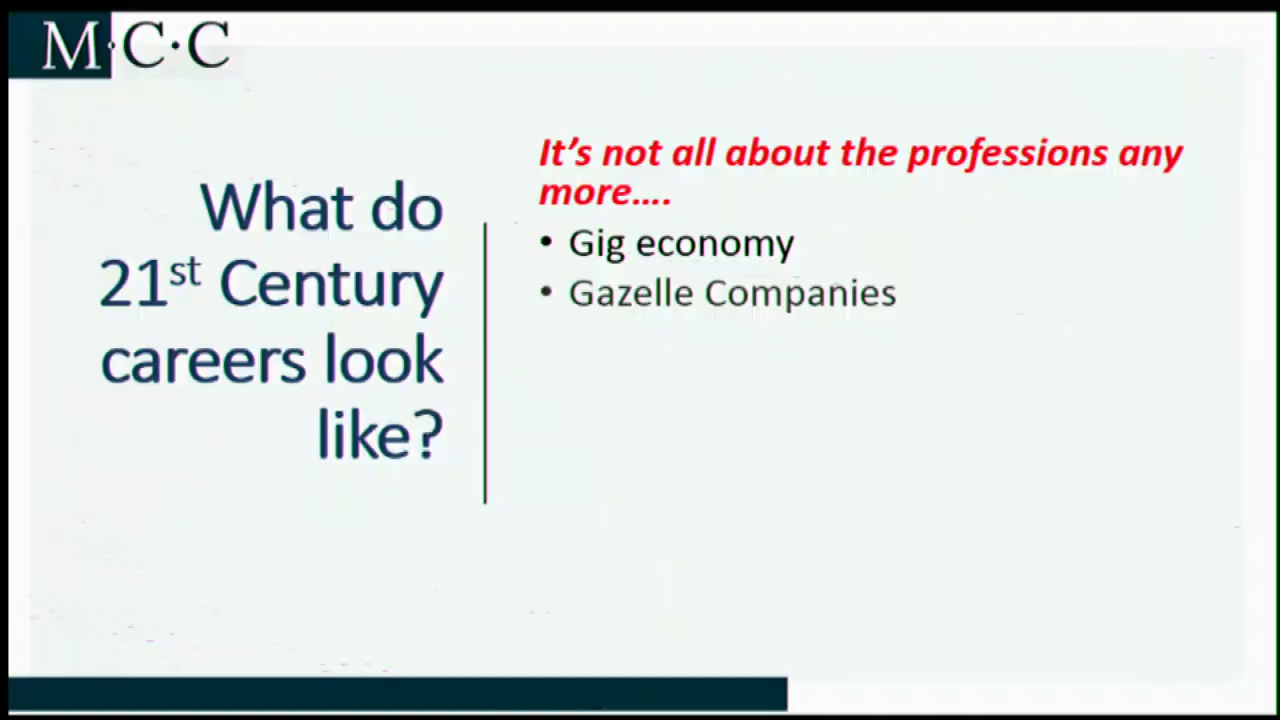 M·C·C
What do
21st Century
careers look
like?
It's not all about the professions any
more....
• Gig economy
• Gazelle Companies